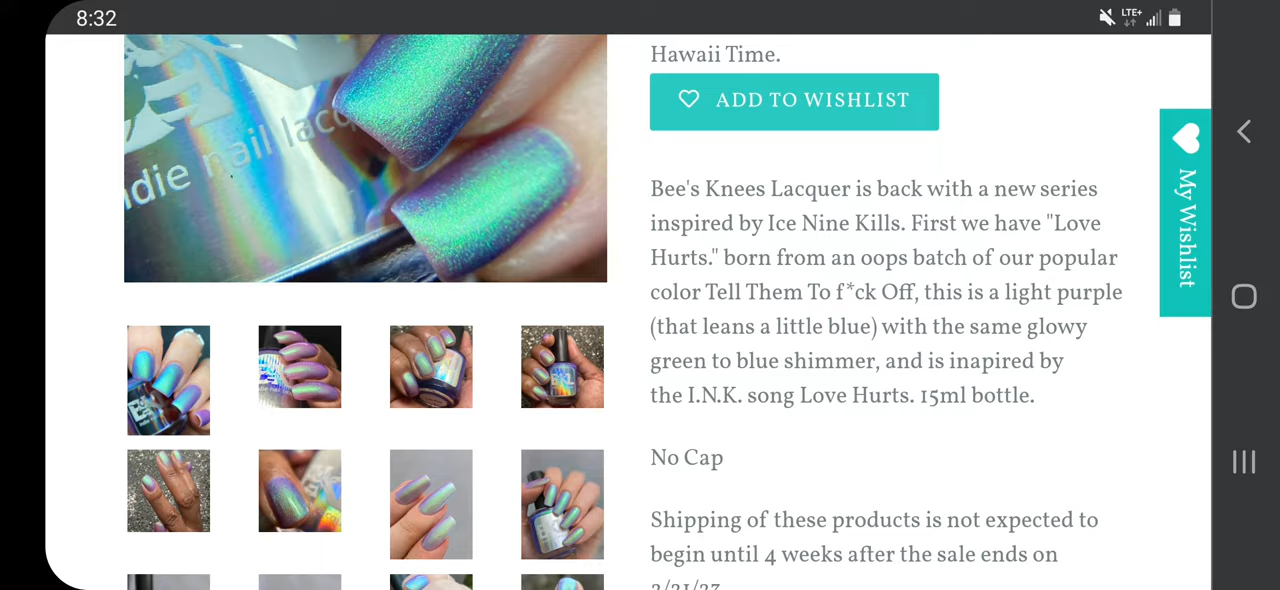 8:32
LTE+
Hawaii Time.
ADD TO WISHLIST
My Wishlist
indie nail lacquer
Bee's Knees Lacquer is back with a new series
inspired by Ice Nine Kills. First we have "Love
Hurts." born from an oops batch of our popular
color Tell Them To f*ck Off, this is a light purple
(that leans a little blue) with the same glowy
green to blue shimmer, and is inapired by
the I.N.K. song Love Hurts. 15ml bottle.
No Cap
Shipping of these products is not expected to
begin until 4 weeks after the sale ends on